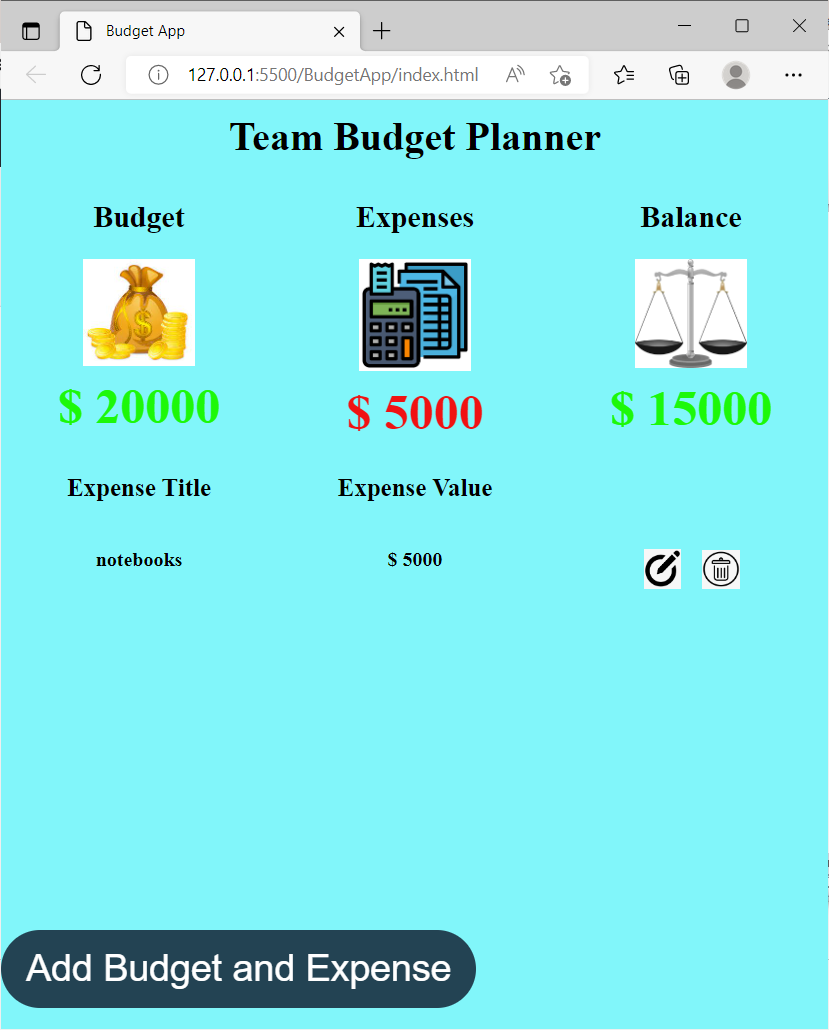 Budget App
127.0.0.1:5500/BudgetApp/index.html
Team Budget Planner
Budget Expenses Balance
$ 20000 $ 5000 $ 15000
Expense Title Expense Value
notebooks $ 5000
Add Budget and Expense